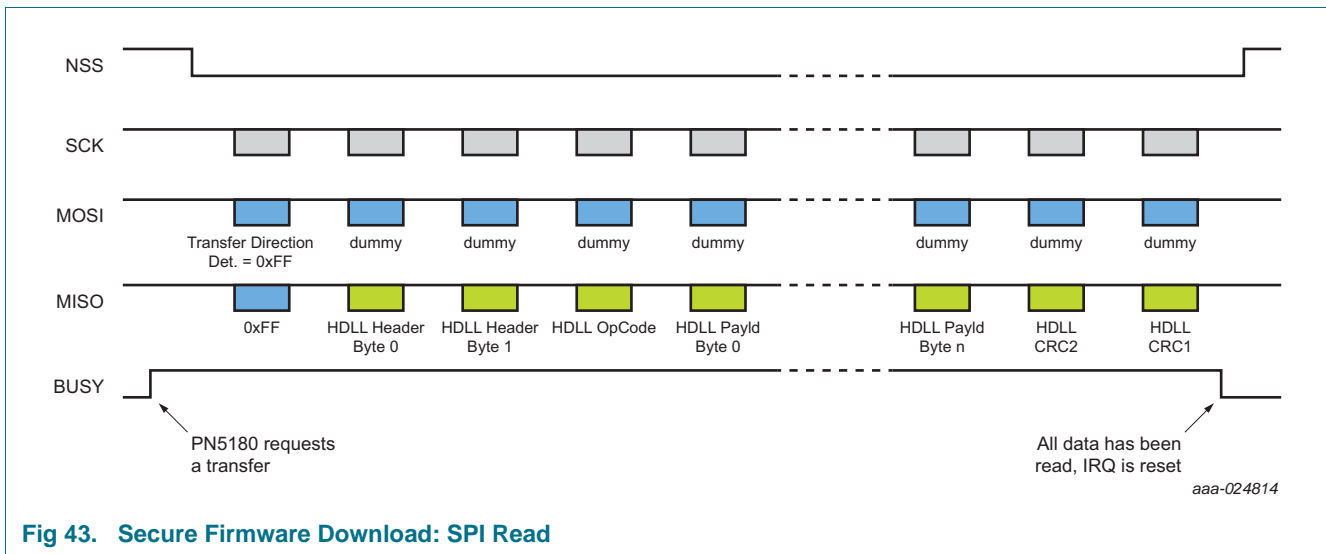 NSS
SCK
MOSI
Transfer Direction
Det. = 0xFF
dummy
dummy
dummy
dummy
dummy
dummy
dummy
MISO
0xFF
HDLL Header
Byte 0
HDLL Header
Byte 1
HDLL OpCode
HDLL Payld
Byte 0
HDLL Payld
Byte n
HDLL
CRC2
HDLL
CRC1
BUSY
PN5180 requests
a transfer
All data has been
read, IRQ is reset
aaa-024814
Fig 43. Secure Firmware Download: SPI Read